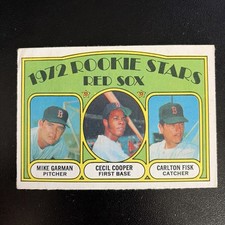 1972 ROOKIE STARS
RED SOX
MIKE GARMAN
PITCHER
CECIL COOPER
FIRST BASE
CARLTON FISK
CATCHER